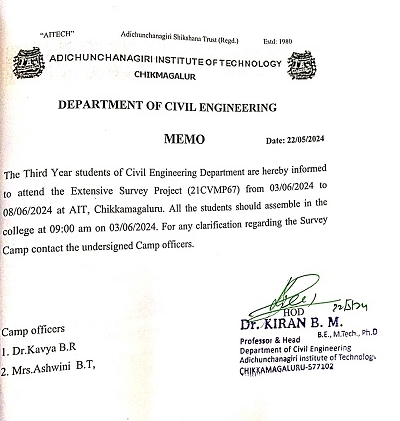 "AITECH" Adichunchanagiri Shikshana Trust (Regd.) Estd: 1980
ADICHUNCHANAGIRI INSTITUTE OF TECHNOLOGY
CHIKMAGALUR
DEPARTMENT OF CIVIL ENGINEERING
MEMO
Date: 22/05/2024
The Third Year students of Civil Engineering Department are hereby informed
to attend the Extensive Survey Project (21CVMP67) from 03/06/2024 to
08/06/2024 at AIT, Chikkamagaluru. All the students should assemble in the
college at 09:00 am on 03/06/2024. For any clarification regarding the Survey
Camp contact the undersigned Camp officers.
22/5/24
HOD
Dr. KIRAN B. M.
B.E., M.Tech., Ph.D
Professor & Head
Department of Civil Engineering
Adichunchanagiri Institute of Technology
CHIKKAMAGALURU-577102
Camp officers
1. Dr.Kavya B.R
2. Mrs.Ashwini B.T,